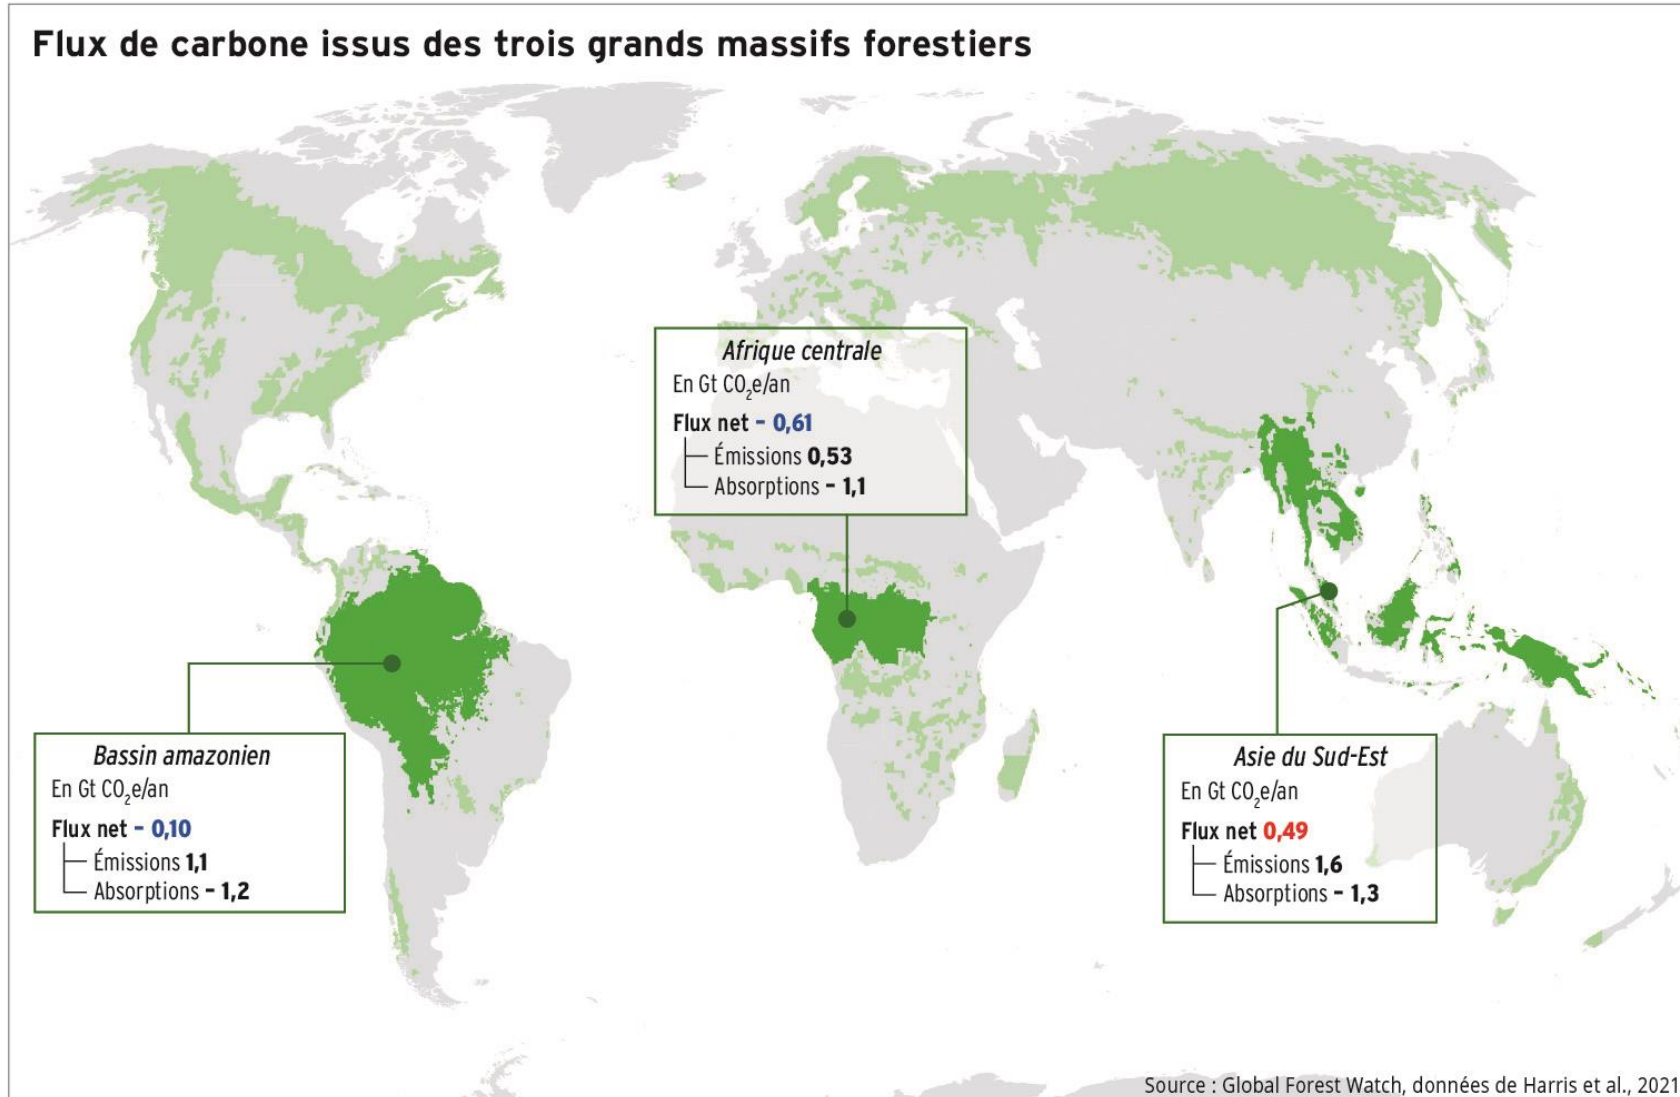 Flux de carbone issus des trois grands massifs forestiers
Afrique centrale
En Gt CO₂e/an
Flux net – 0,61
Émissions 0,53
Absorptions – 1,1
Bassin amazonien
En Gt CO₂e/an
Flux net – 0,10
Émissions 1,1
Absorptions – 1,2
Asie du Sud-Est
En Gt CO₂e/an
Flux net 0,49
Émissions 1,6
Absorptions – 1,3
Source : Global Forest Watch, données de Harris et al., 2021